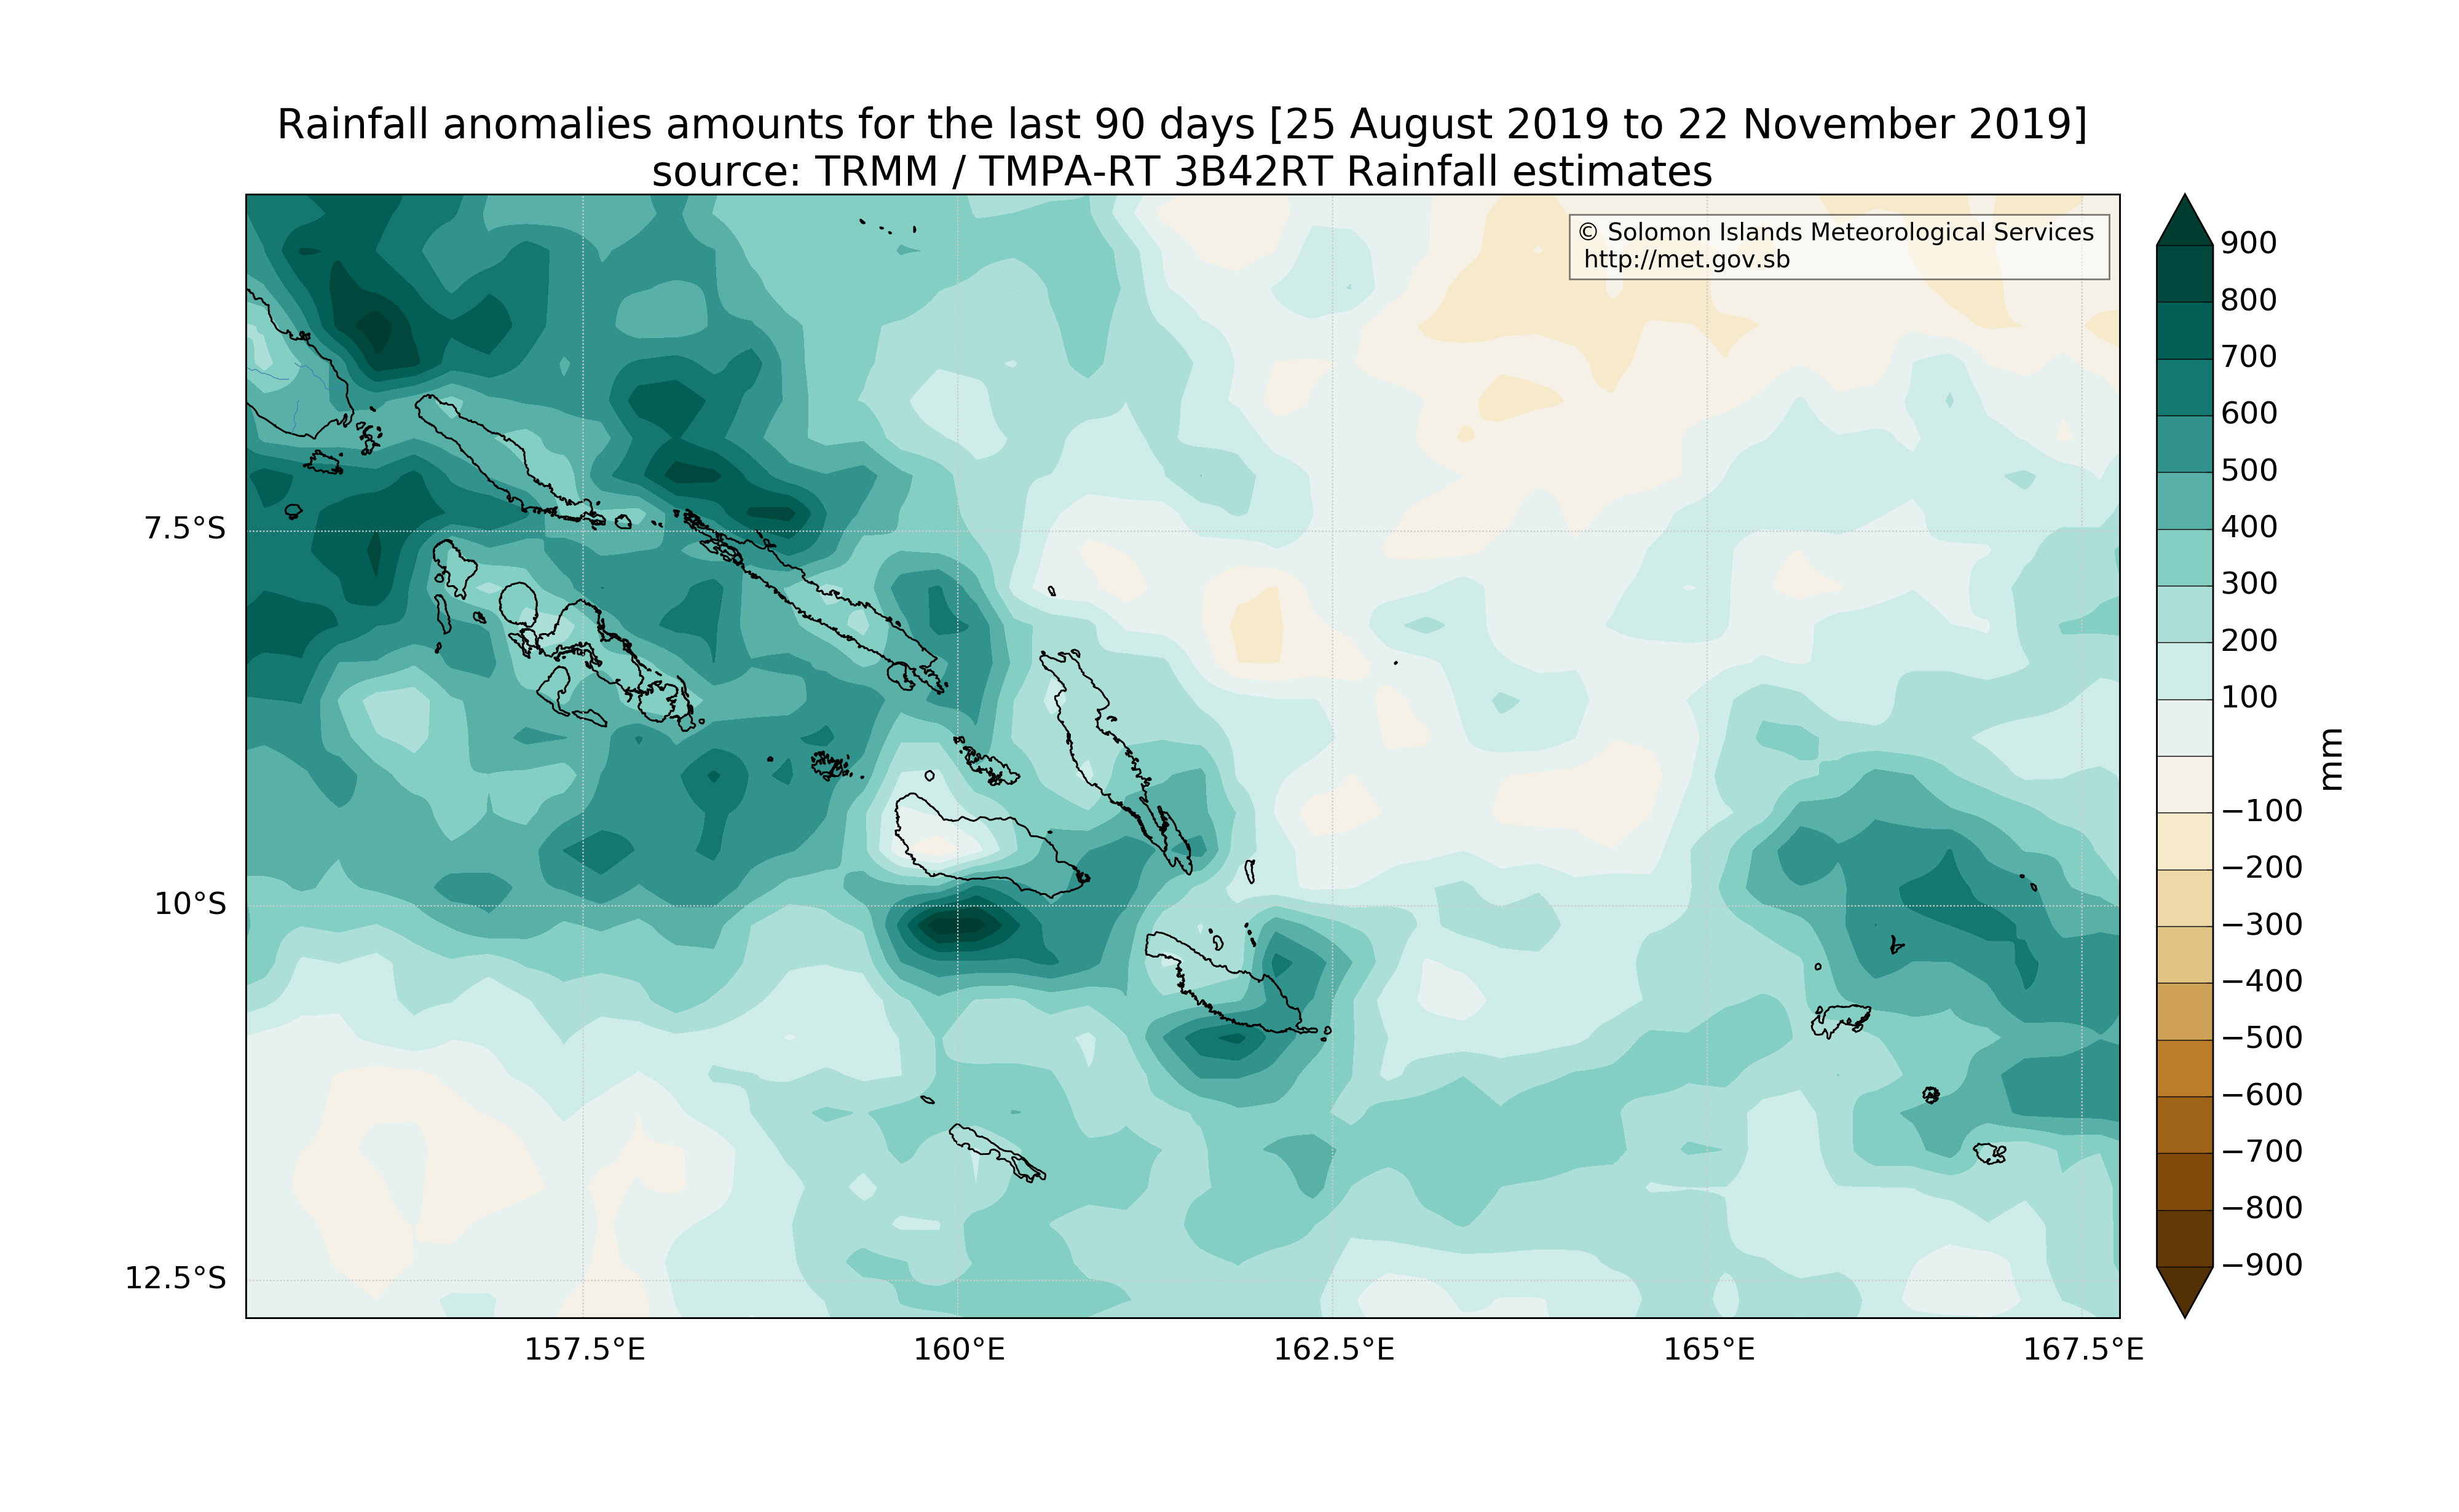 Rainfall anomalies amounts for the last 90 days [25 August 2019 to 22 November 2019]
source: TRMM / TMPA-RT 3B42RT Rainfall estimates
© Solomon Islands Meteorological Services
http://met.gov.sb
7.5°S
10°S
12.5°S
157.5°E
160°E
162.5°E
165°E
167.5°E
900
800
700
600
500
400
300
200
100
−100
−200
−300
−400
−500
−600
−700
−800
−900
mm